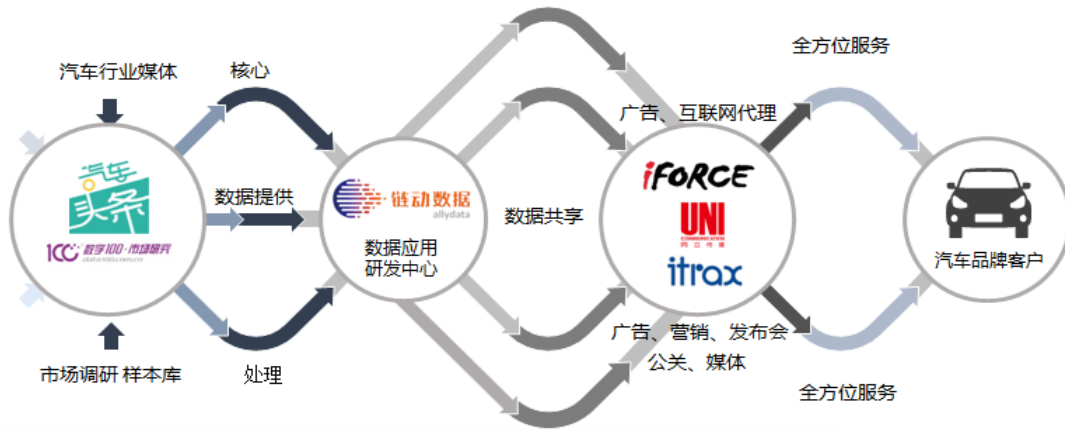 全方位服务
汽车行业媒体
核心
广告、互联网代理
汽车
头条
iFORCE
链动数据
allydata
数据提供
UNI
COMMUNICATION
数据共享
100 数字100·市场研究
数据应用
研发中心
itrax
汽车品牌客户
广告、营销、发布会
公关、媒体
市场调研 样本库
处理
全方位服务